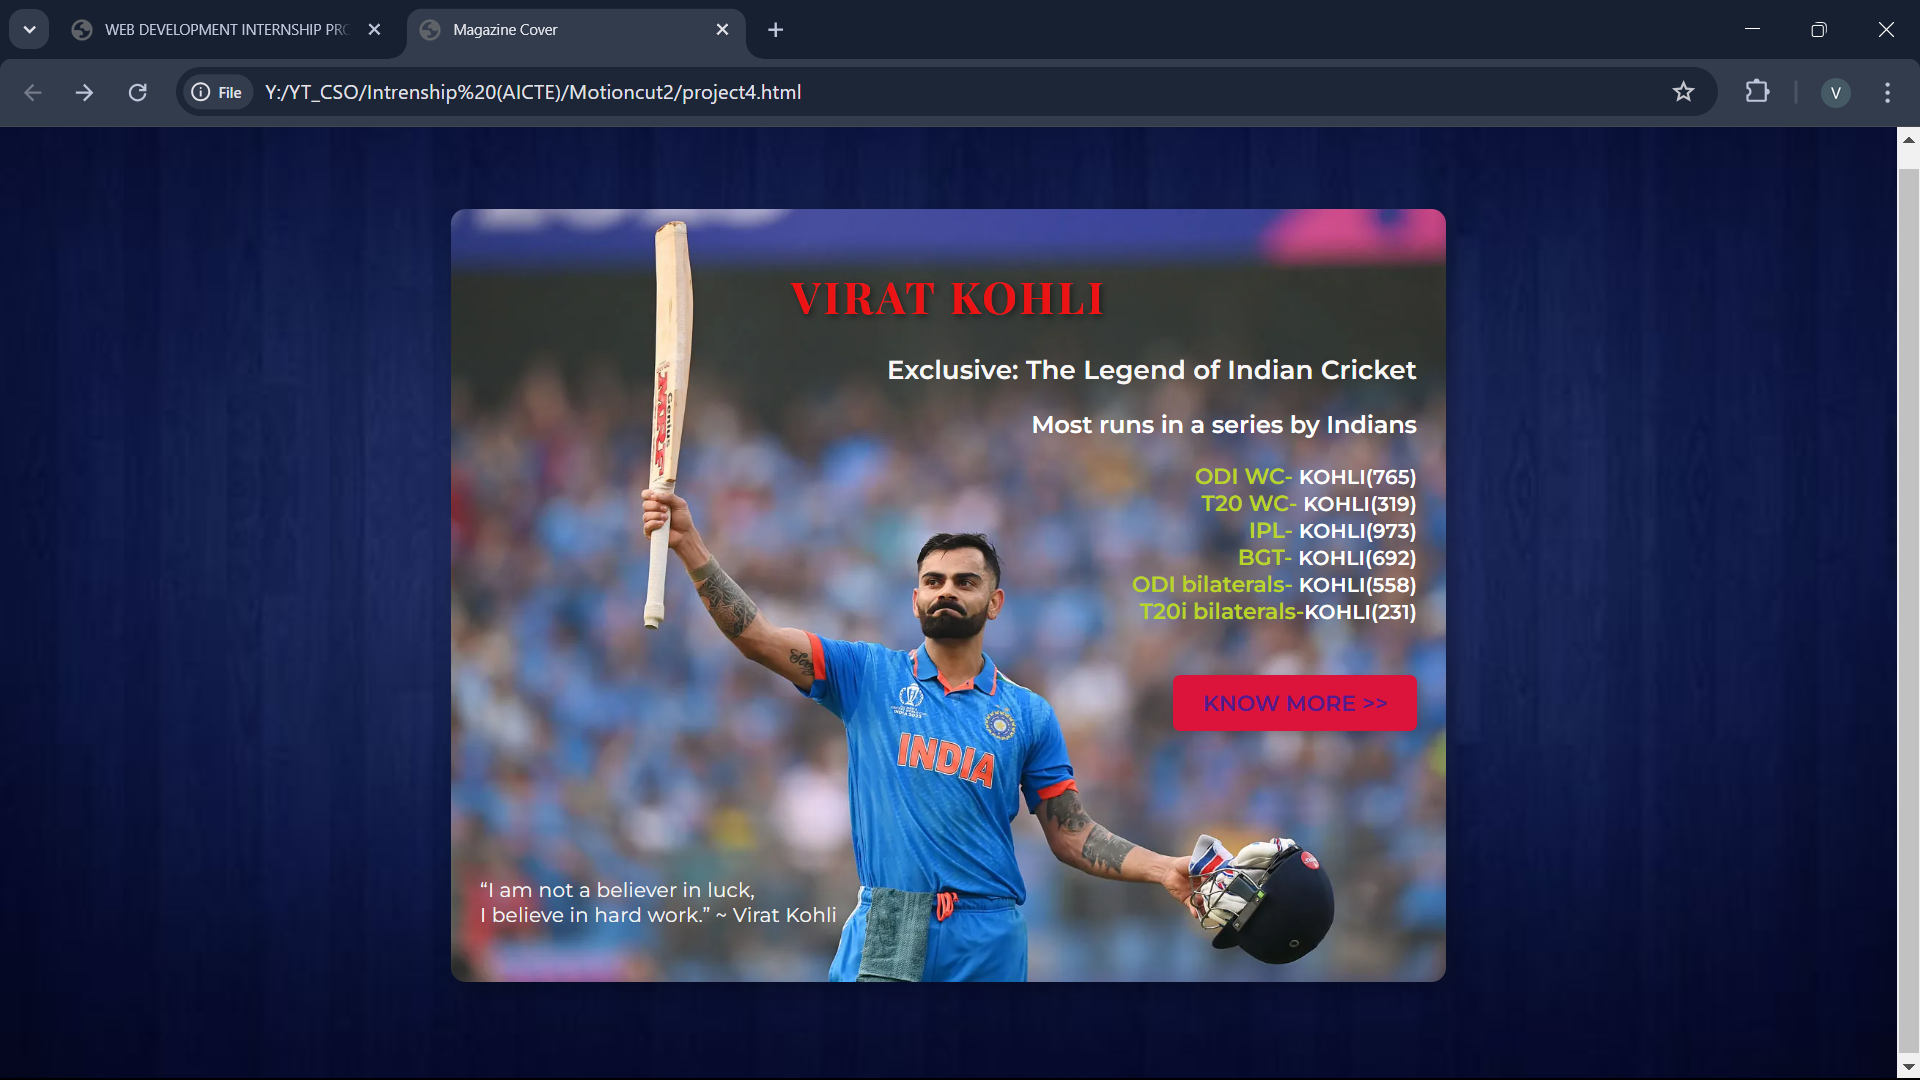 WEB DEVELOPMENT INTERNSHIP PR
Magazine Cover
File
Y:/YT_CSO/Intrenship%20(AICTE)/Motioncut2/project4.html
V
VIRAT KOHLI
Exclusive: The Legend of Indian Cricket
Most runs in a series by Indians
ODI WC- KOHLI(765)
T20 WC- KOHLI(319)
IPL- KOHLI(973)
BGT- KOHLI(692)
ODI bilaterals- KOHLI(558)
T20i bilaterals-KOHLI(231)
KNOW MORE >>
MRF
Genius
INDIA
“I am not a believer in luck,
I believe in hard work.” ~ Virat Kohli